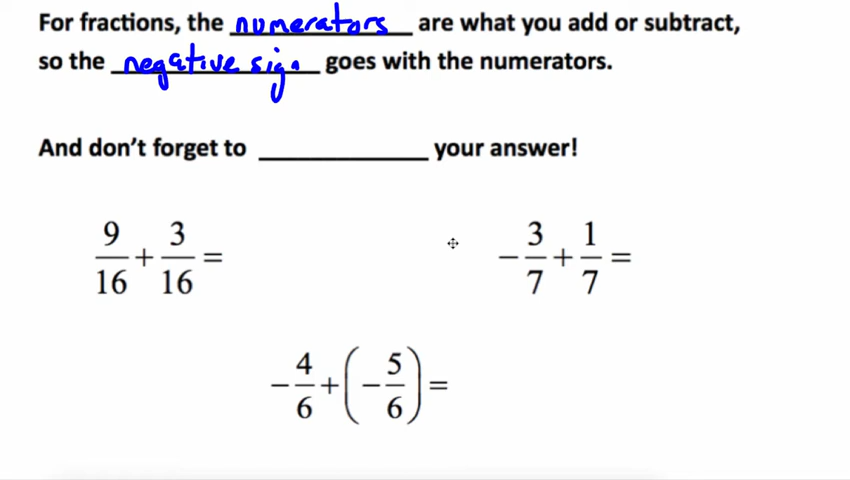 For fractions, the numerators are what you add or subtract,
so the negative sign goes with the numerators.
And don't forget to ____________ your answer!
9/16 + 3/16 =
-3/7 + 1/7 =
-4/6 + (-5/6) =